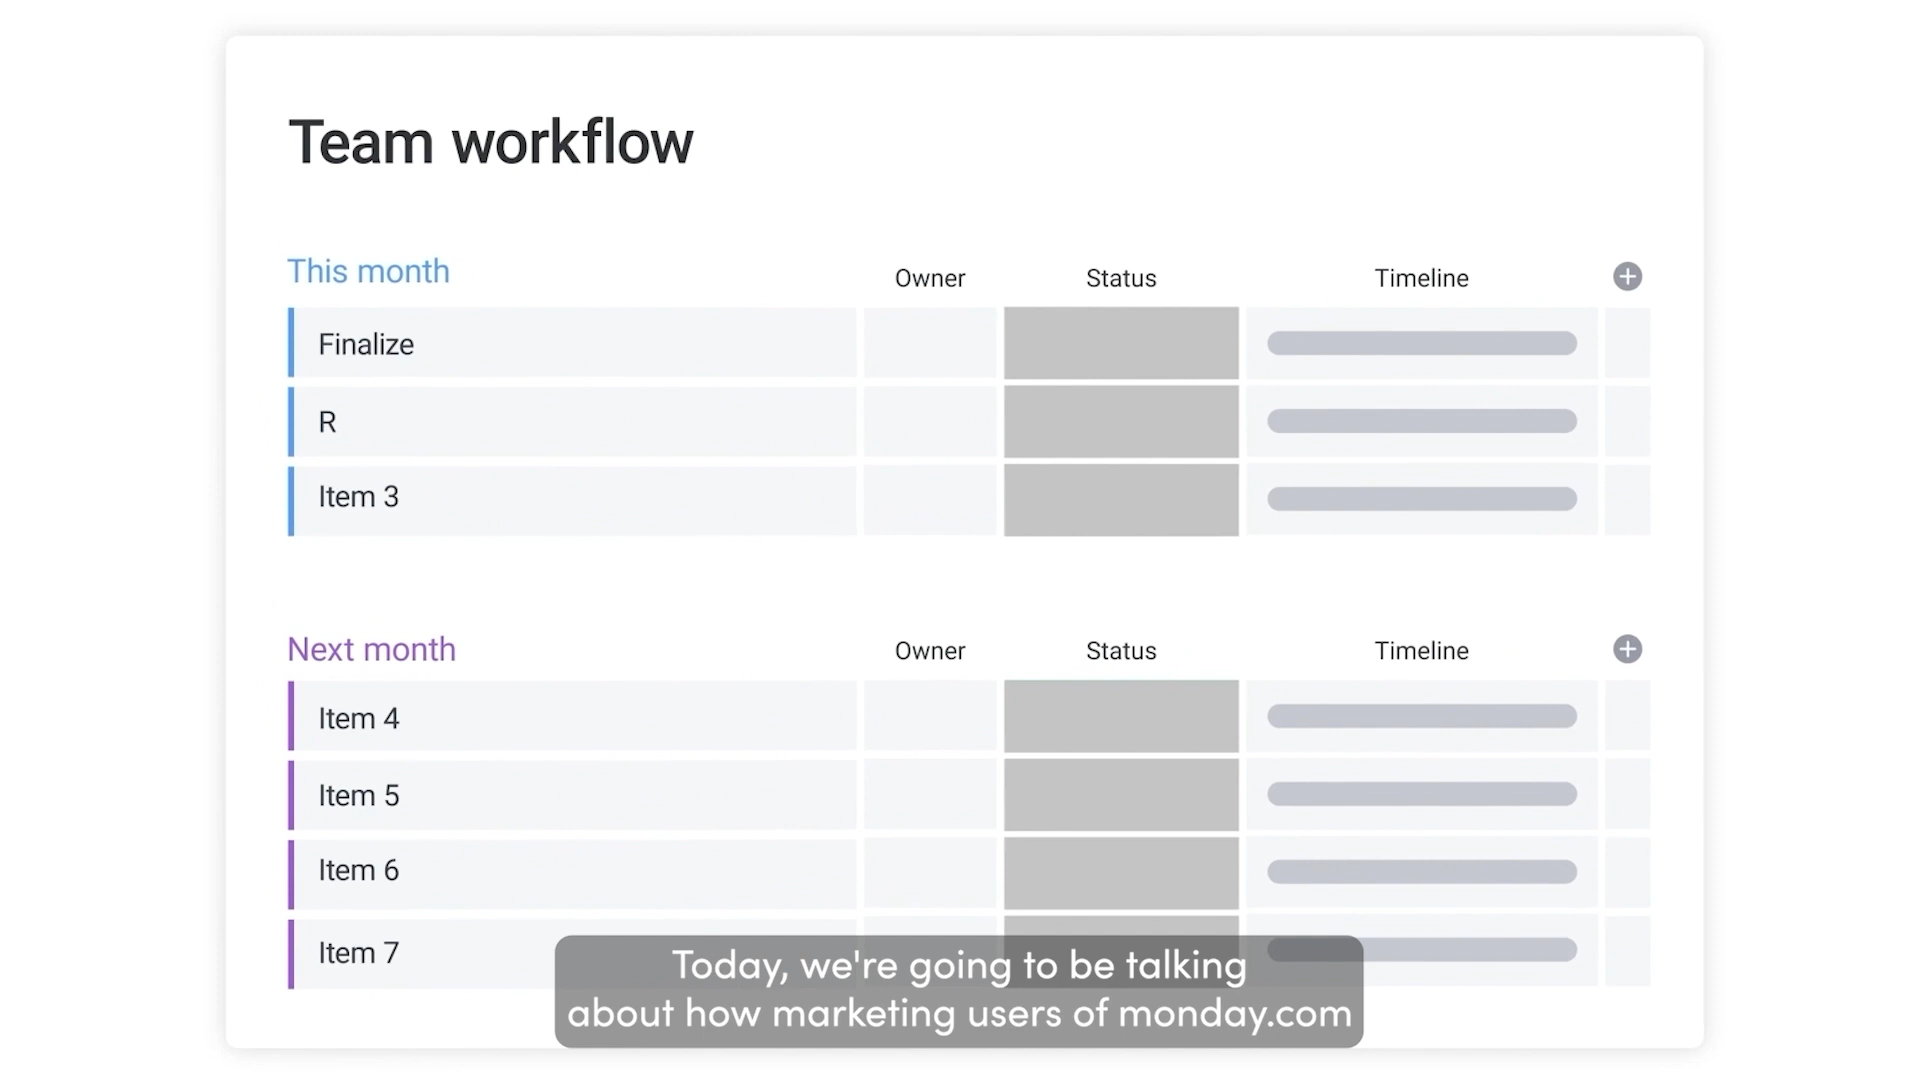 Team workflow
This month Owner Status Timeline
Finalize
R
Item 3
Next month Owner Status Timeline
Item 4
Item 5
Item 6
Item 7
Today, we're going to be talking
about how marketing users of monday.com